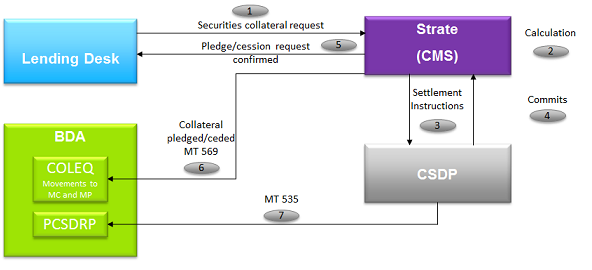 1
Securities collateral request
Lending Desk
Pledge/cession request
5
confirmed
Strate
(CMS)
Calculation
2
Settlement
Instructions
3
Commits
4
Collateral
pledged/ceded
MT 569
6
BDA
COLEQ
Movements to
MC and MP
PCSDRP
CSDP
MT 535
7